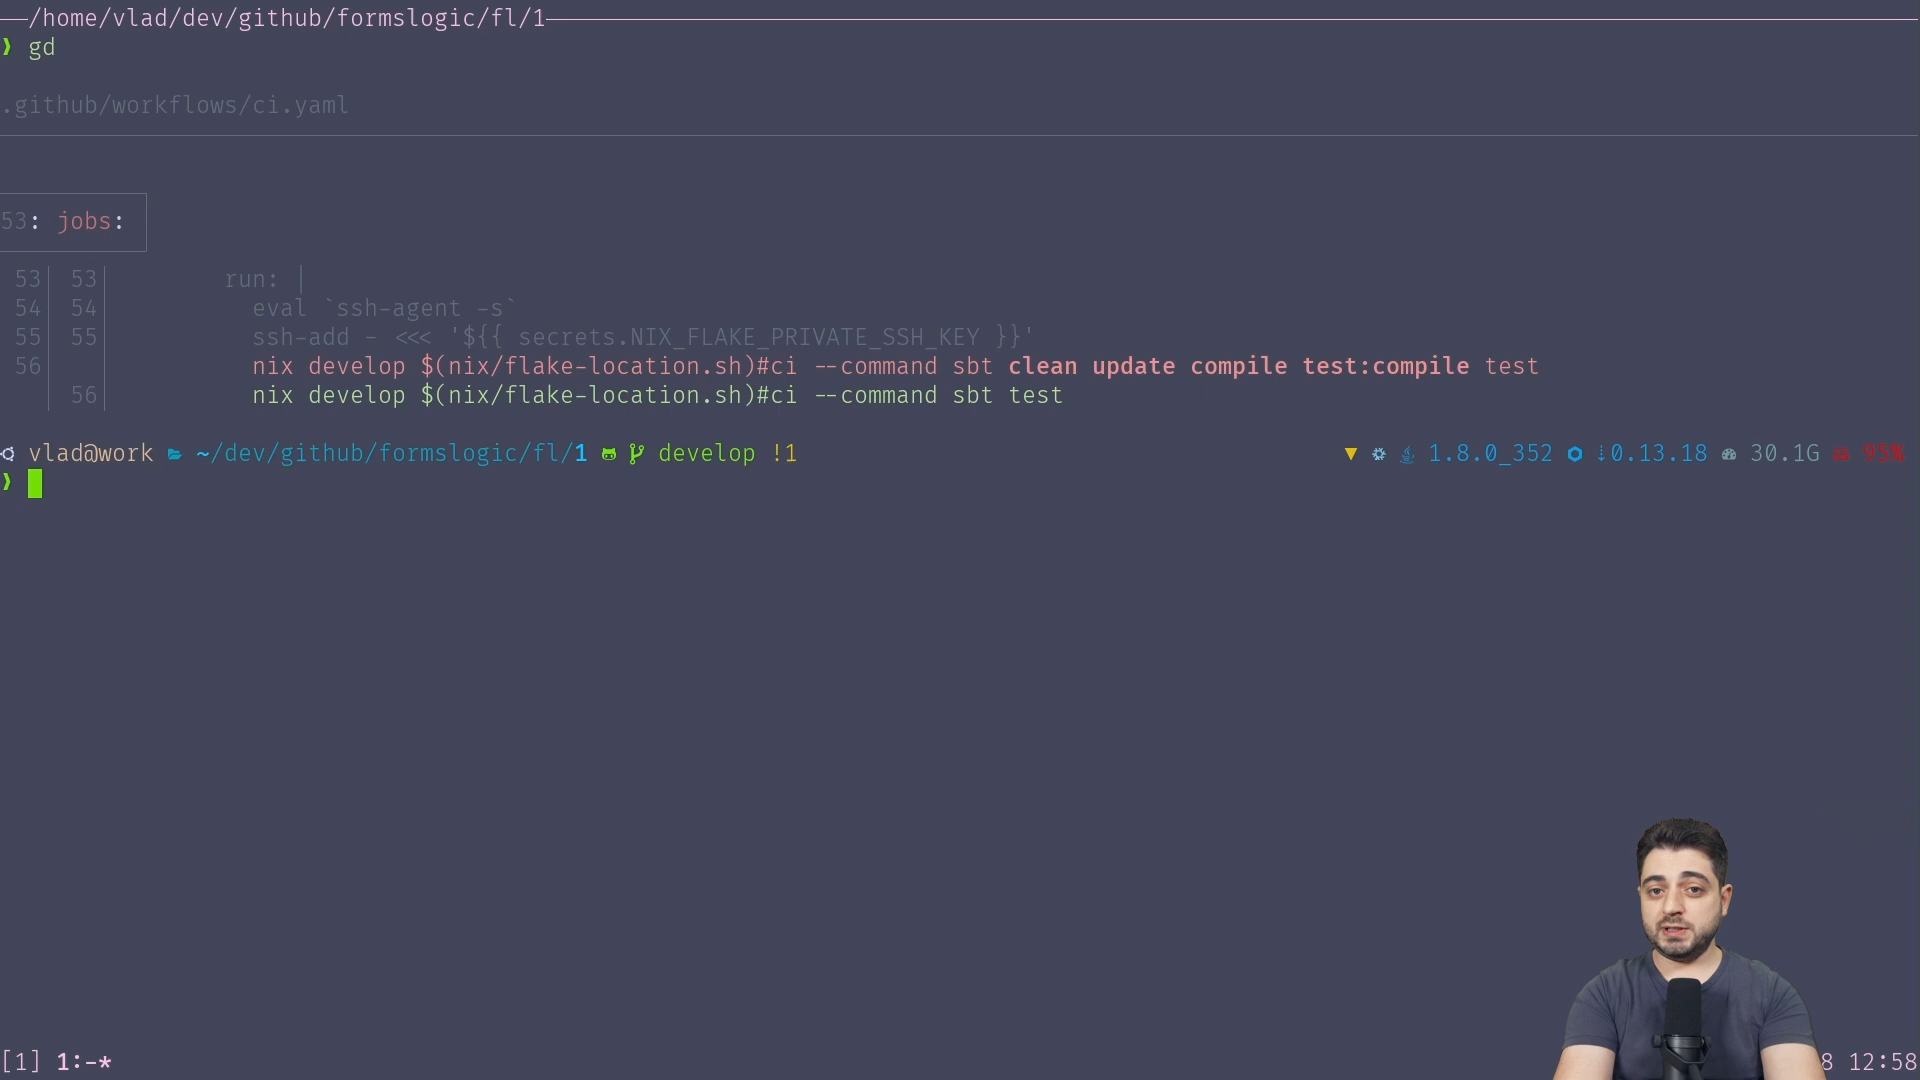 /home/vlad/dev/github/formslogic/fl/1
❫ gd
.github/workflows/ci.yaml
53: jobs:
53 53 run: |
54 54 eval `ssh-agent -s`
55 55 ssh-add - <<< '${{ secrets.NIX_FLAKE_PRIVATE_SSH_KEY }}'
56 nix develop $(nix/flake-location.sh)#ci --command sbt clean update compile test:compile test
56 nix develop $(nix/flake-location.sh)#ci --command sbt test
vlad@work ~/dev/github/formslogic/fl/1 develop !1 ▼ 1.8.0_352 ⇣0.13.18 30.1G 95%
❫
[1] 1:-* 8 12:58